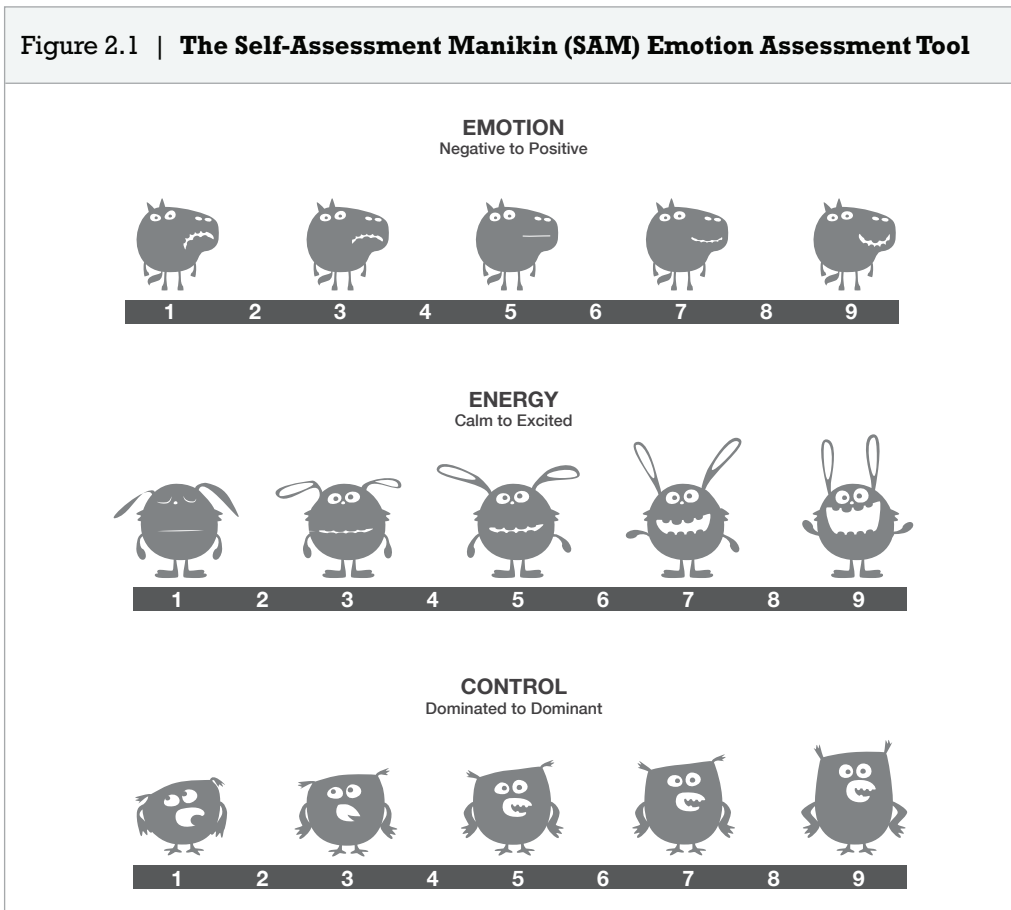 Figure 2.1 | The Self-Assessment Manikin (SAM) Emotion Assessment Tool
EMOTION
Negative to Positive
1 2 3 4 5 6 7 8 9
ENERGY
Calm to Excited
1 2 3 4 5 6 7 8 9
CONTROL
Dominated to Dominant
1 2 3 4 5 6 7 8 9